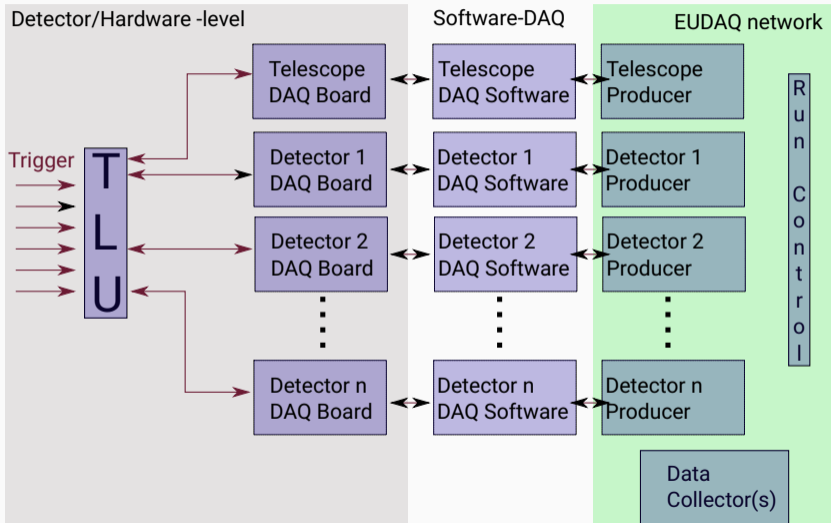 Detector/Hardware -level
Software-DAQ
EUDAQ network
Trigger
T
L
U
Telescope
DAQ Board
Telescope
DAQ Software
Telescope
Producer
Detector 1
DAQ Board
Detector 1
DAQ Software
Detector 1
Producer
Detector 2
DAQ Board
Detector 2
DAQ Software
Detector 2
Producer
Detector n
DAQ Board
Detector n
DAQ Software
Detector n
Producer
Run Control
Data
Collector(s)